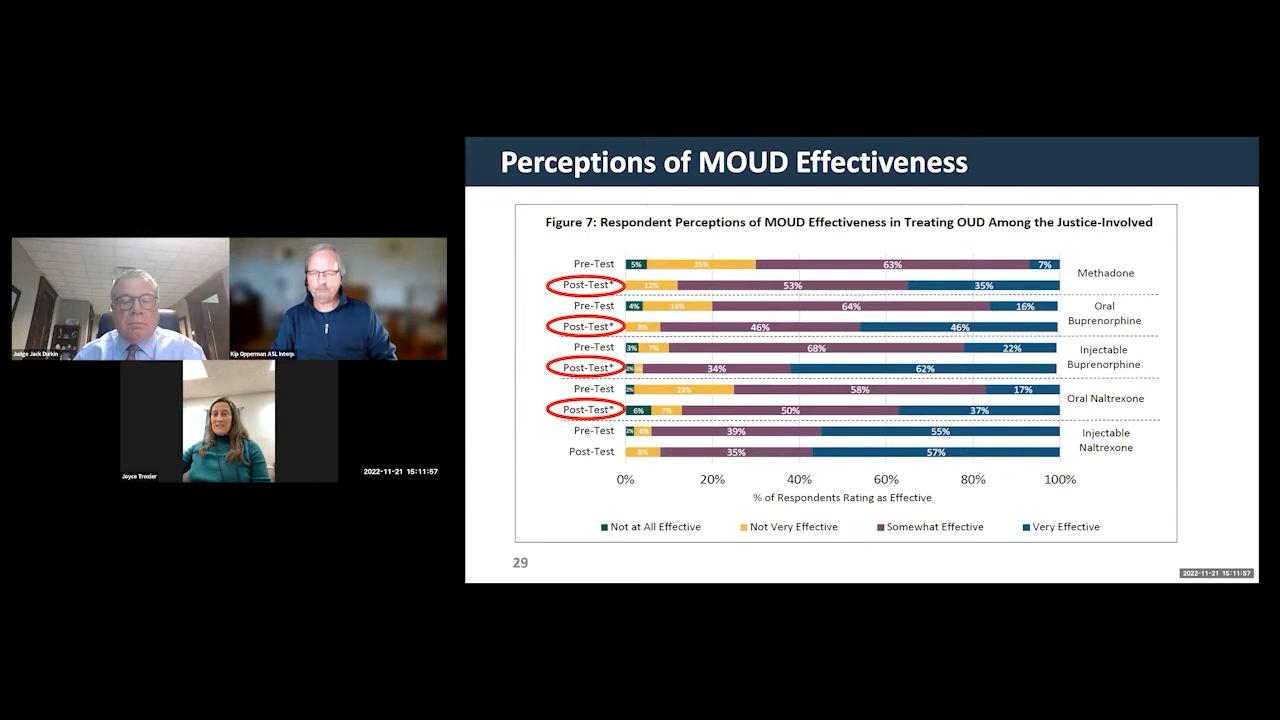 Perceptions of MOUD Effectiveness
Figure 7: Respondent Perceptions of MOUD Effectiveness in Treating OUD Among the Justice-Involved
Pre-Test 5% 25% 63% 7%
Methadone
Post-Test* 12% 53% 35%
Pre-Test 4% 16% 64% 16%
Oral
Buprenorphine
Post-Test* 8% 46% 46%
Pre-Test 3% 7% 68% 22%
Injectable
Buprenorphine
Post-Test* 2% 2% 34% 62%
Pre-Test 2% 23% 58% 17%
Oral Naltrexone
Post-Test* 6% 7% 50% 37%
Pre-Test 2% 4% 39% 55%
Injectable
Naltrexone
Post-Test 8% 35% 57%
0% 20% 40% 60% 80% 100%
% of Respondents Rating as Effective
Not at All Effective Not Very Effective Somewhat Effective Very Effective
29
2022-11-21 15:11:57
Judge Jack Durkin
Kip Opperman ASL Interp.
Joyce Troxler
2022-11-21 15:11:57